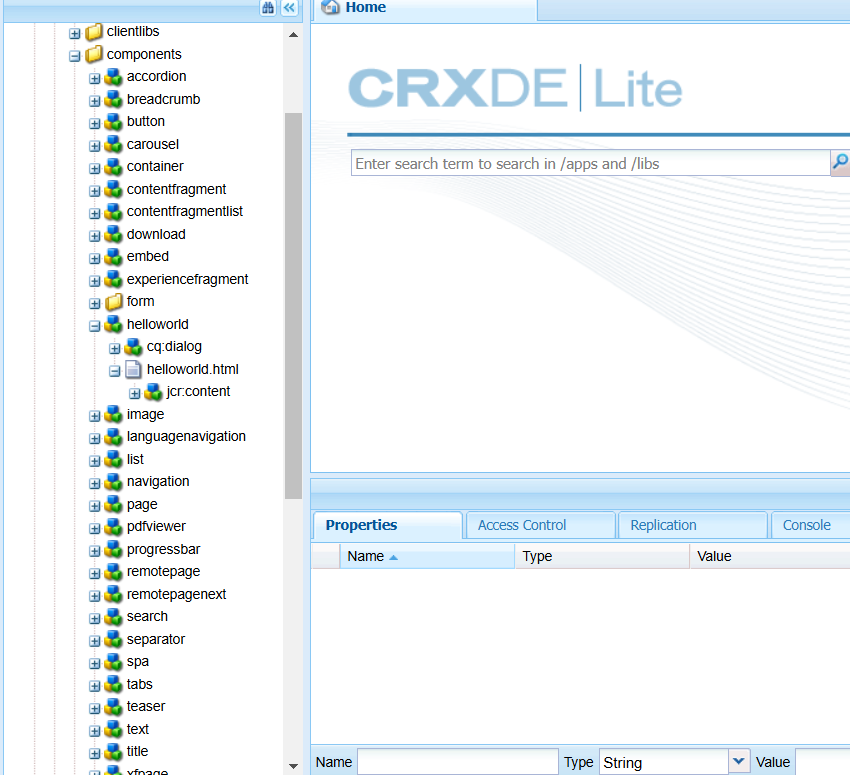 clientlibs
components
accordion
breadcrumb
button
carousel
container
contentfragment
contentfragmentlist
download
embed
experiencefragment
form
helloworld
cq:dialog
helloworld.html
jcr:content
image
languagenavigation
list
navigation
page
pdfviewer
progressbar
remotepage
remotepagenext
search
separator
spa
tabs
teaser
text
title
xfpage
Home
CRXDE | Lite
Enter search term to search in /apps and /libs
Properties Access Control Replication Console
Name Type Value
Name Type String Value